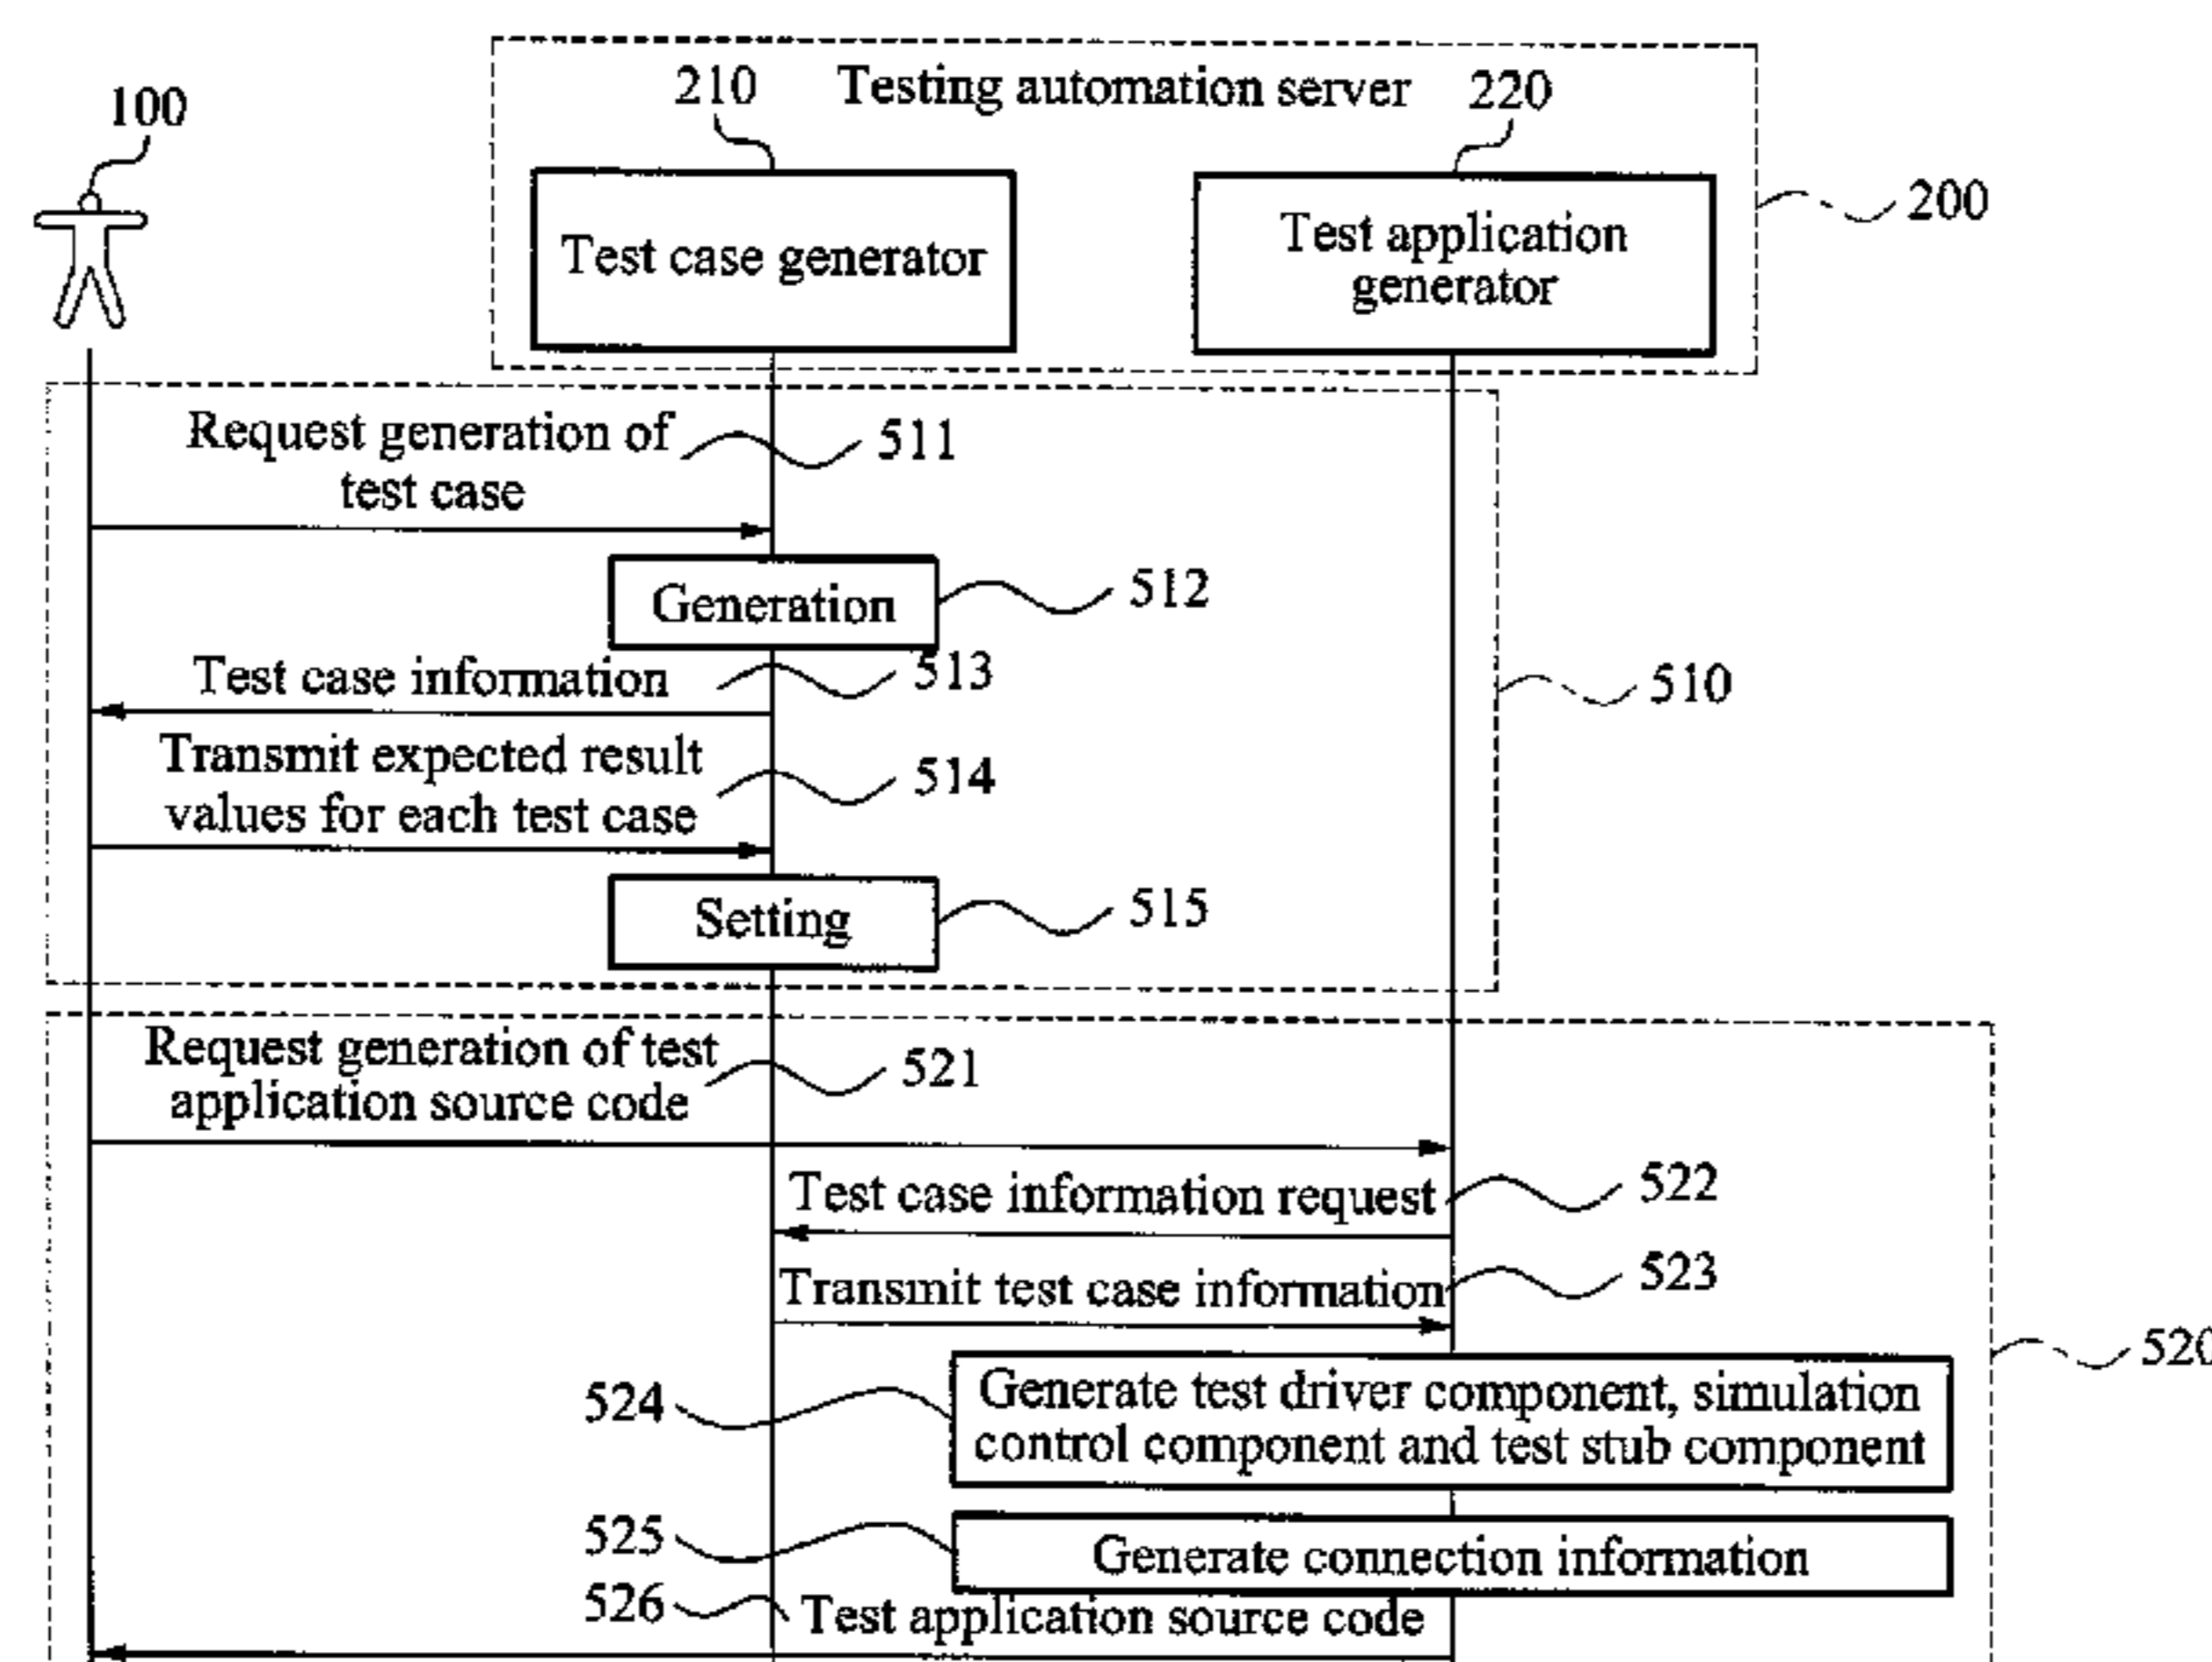 210 Testing automation server 220
100
200
Test case generator
Test application
generator
Request generation of
test case
511
Generation
512
Test case information
513
510
Transmit expected result
values for each test case
514
Setting
515
Request generation of test
application source code
521
Test case information request
522
Transmit test case information
523
520
524
Generate test driver component, simulation
control component and test stub component
525
Generate connection information
526
Test application source code